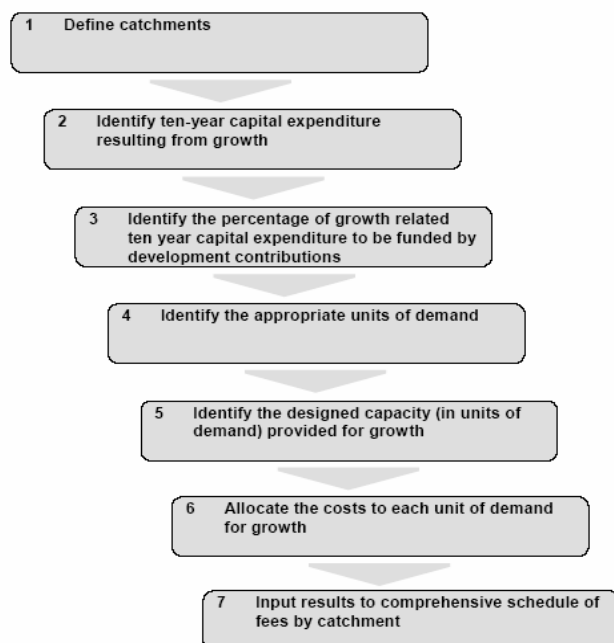 1 Define catchments
2 Identify ten-year capital expenditure
resulting from growth
3 Identify the percentage of growth related
ten year capital expenditure to be funded by
development contributions
4 Identify the appropriate units of demand
5 Identify the designed capacity (in units of
demand) provided for growth
6 Allocate the costs to each unit of demand
for growth
7 Input results to comprehensive schedule of
fees by catchment